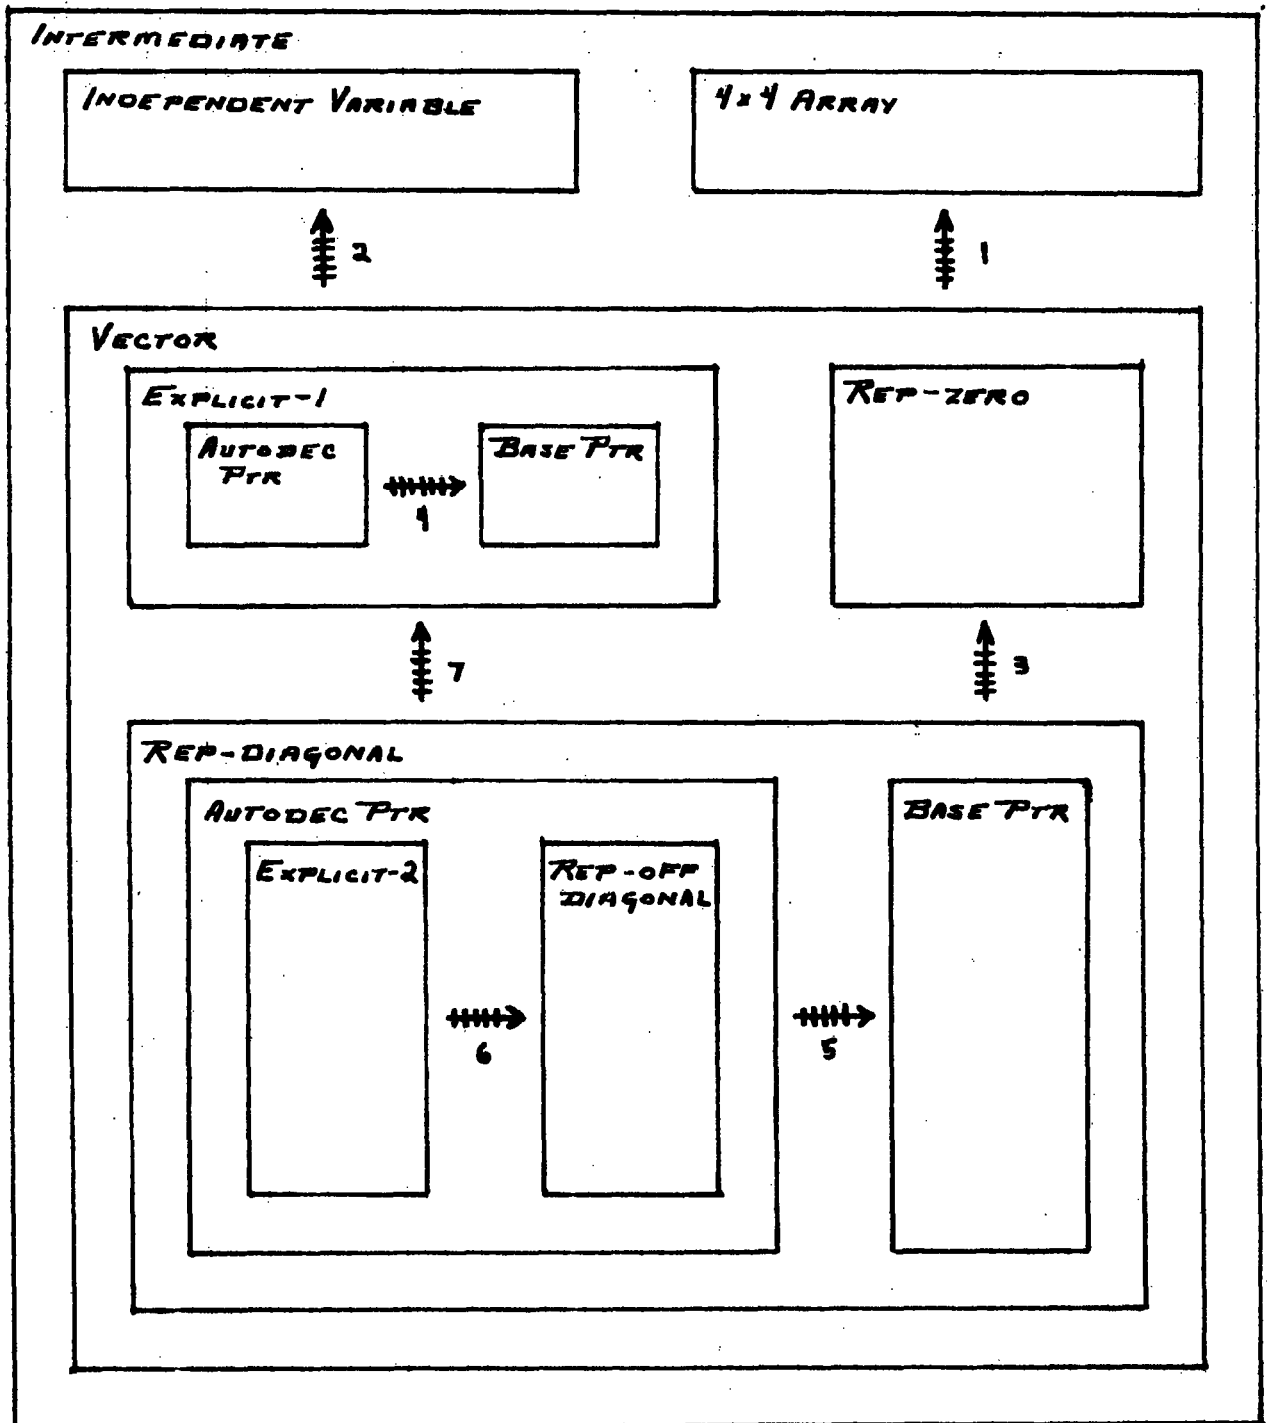 INTERMEDIATE
INDEPENDENT VARIABLE
4x4 ARRAY
2
1
VECTOR
EXPLICIT-1
REP-ZERO
AUTODEC
PTR
BASE PTR
4
7
3
REP-DIAGONAL
AUTODEC PTR
BASE PTR
EXPLICIT-2
REP-OFF
DIAGONAL
6
5